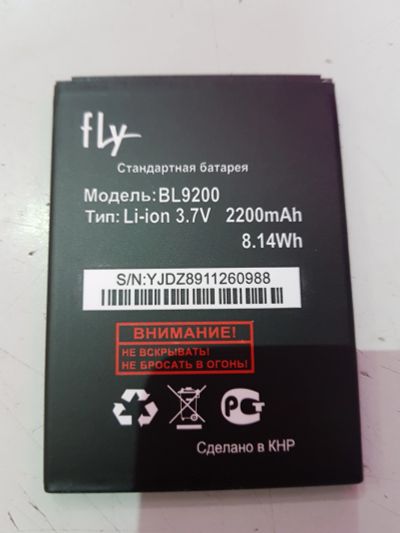 fly
Стандартная батарея
Модель:BL9200
Тип: Li-ion 3.7V 2200mAh
8.14Wh
S/N:YJDZ8911260988
ВНИМАНИЕ!
НЕ ВСКРЫВАТЬ!
НЕ БРОСАТЬ В ОГОНЬ!
РСТ
Сделано в КНР